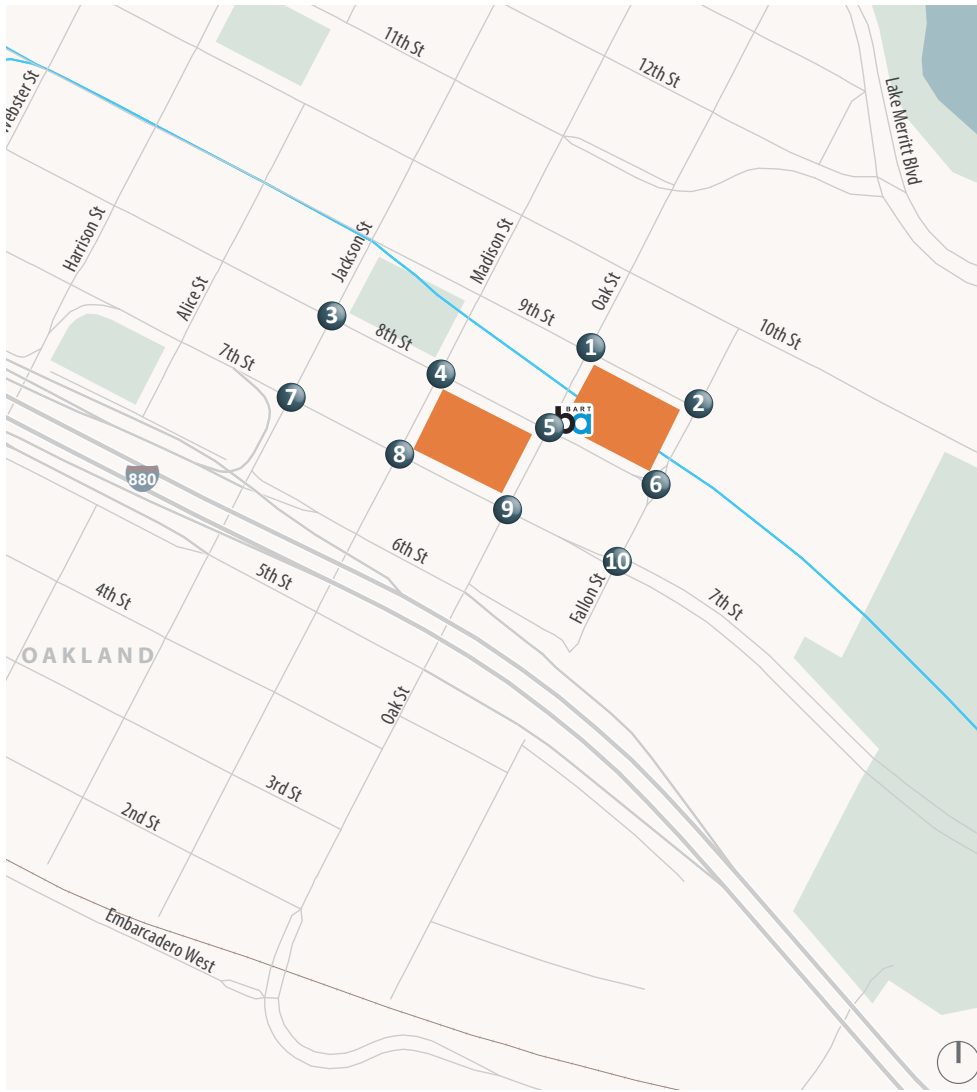 11th St
12th St
Lake Merritt Blvd
Webster St
Harrison St
Jackson St
Madison St
Alice St
Oak St
9th St
10th St
3
8th St
1
7th St
4
2
7
BART
ba
5
8
6
880
9
6th St
10
5th St
Fallon St
7th St
4th St
OAKLAND
Oak St
3rd St
2nd St
Embarcadero West